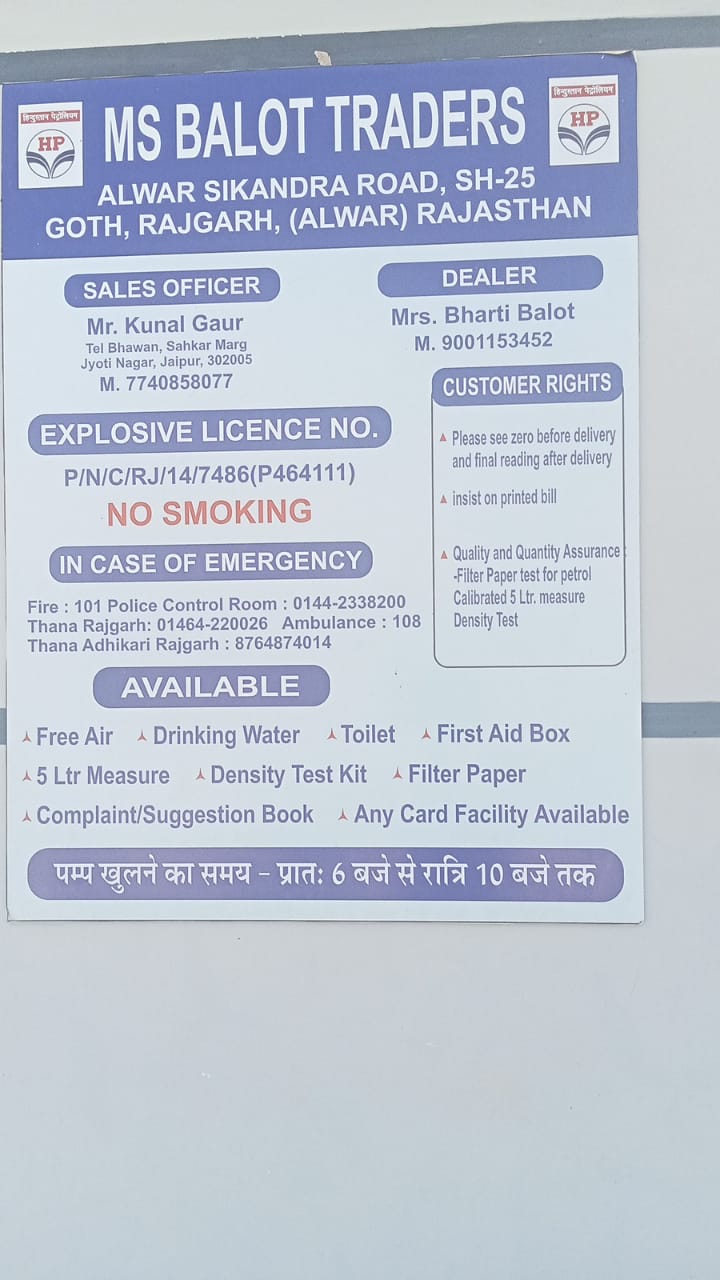 हिन्दुस्तान पेट्रोलियम
HP
MS BALOT TRADERS
हिन्दुस्तान पेट्रोलियम
HP
ALWAR SIKANDRA ROAD, SH-25
GOTH, RAJGARH, (ALWAR) RAJASTHAN
SALES OFFICER
Mr. Kunal Gaur
Tel Bhawan, Sahkar Marg
Jyoti Nagar, Jaipur, 302005
M. 7740858077
DEALER
Mrs. Bharti Balot
M. 9001153452
EXPLOSIVE LICENCE NO.
P/N/C/RJ/14/7486(P464111)
NO SMOKING
IN CASE OF EMERGENCY
Fire : 101 Police Control Room : 0144-2338200
Thana Rajgarh: 01464-220026 Ambulance : 108
Thana Adhikari Rajgarh : 8764874014
CUSTOMER RIGHTS
Please see zero before delivery
and final reading after delivery
insist on printed bill
Quality and Quantity Assurance :
-Filter Paper test for petrol
Calibrated 5 Ltr. measure
Density Test
AVAILABLE
Free Air Drinking Water Toilet First Aid Box
5 Ltr Measure Density Test Kit Filter Paper
Complaint/Suggestion Book Any Card Facility Available
पम्प खुलने का समय – प्रातः 6 बजे से रात्रि 10 बजे तक